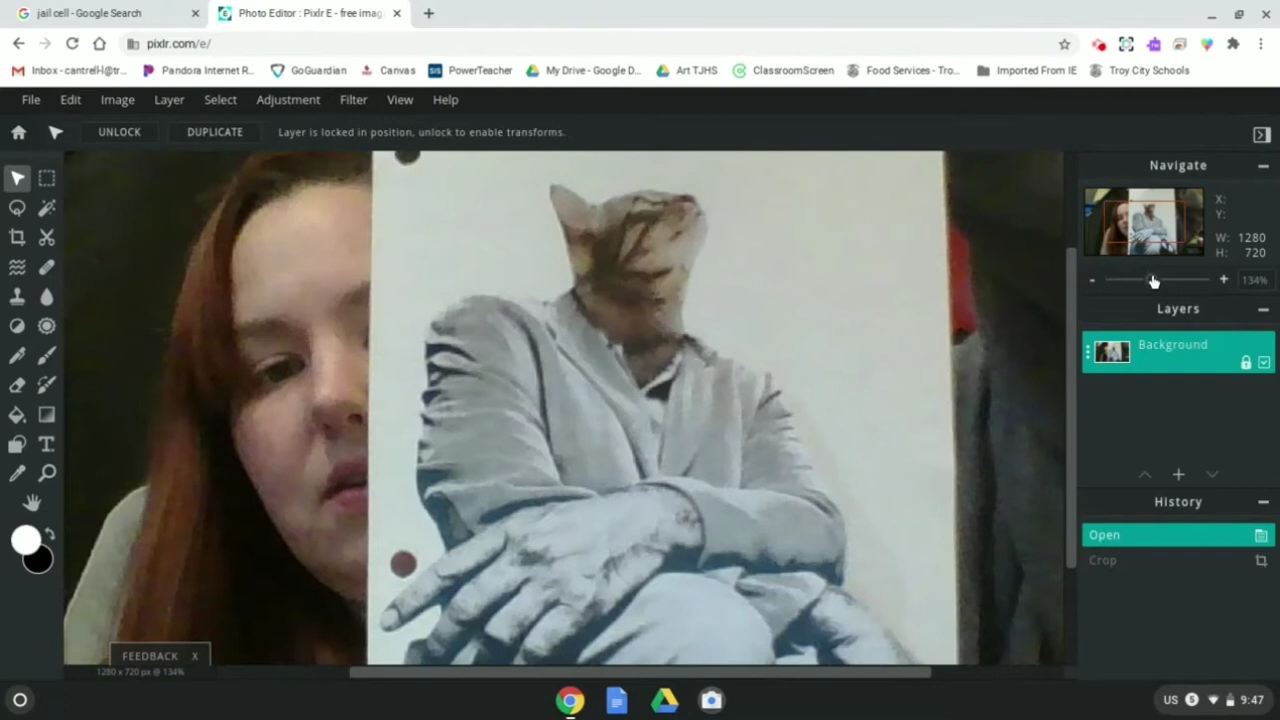 jail cell - Google Search
Photo Editor : Pixlr E - free imag
pixlr.com/e/
Inbox - cantrell-l@tr...
Pandora Internet R...
GoGuardian
Canvas
SIS
PowerTeacher
My Drive - Google D...
Art TJHS
ClassroomScreen
Food Services - Tro...
Imported From IE
Troy City Schools
File
Edit
Image
Layer
Select
Adjustment
Filter
View
Help
UNLOCK
DUPLICATE
Layer is locked in position, unlock to enable transforms.
Navigate
X:
Y:
W: 1280
H: 720
134%
Layers
Background
History
Open
Crop
FEEDBACK X
1280 x 720 px @ 134%
US 5 9:47